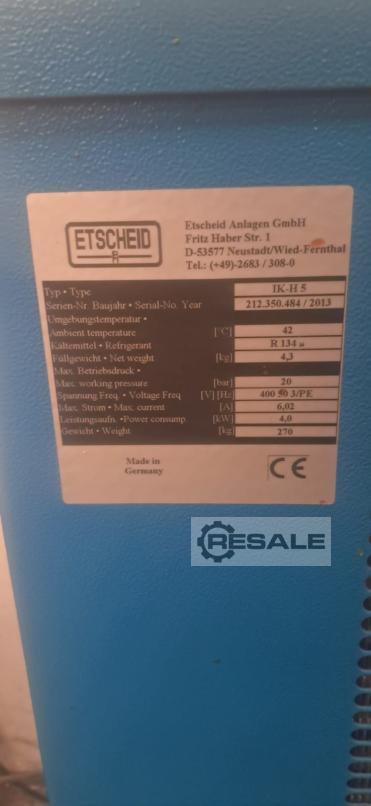 ETSCHEID
Etscheid Anlagen GmbH
Fritz Haber Str. 1
D-53577 Neustadt/Wied-Fernthal
Tel.: (+49)-2683 / 308-0
Typ • Type IK-H 5
Serien-Nr. Baujahr • Serial-No. Year 212.350.484 / 2013
Umgebungstemperatur •
Ambient temperature [°C] 42
Kältemittel • Refrigerant R 134 a
Füllgewicht • Net weight [kg] 4,3
Max. Betriebsdruck •
Max. working pressure [bar] 20
Spannung Freq. • Voltage Freq [V] [Hz] 400 50 3/PE
Max. Strom • Max. current [A] 6,02
Leistungsaufn. •Power consump. [kW] 4,0
Gewicht • Weight [kg] 270
Made in
Germany
CE
RESALE